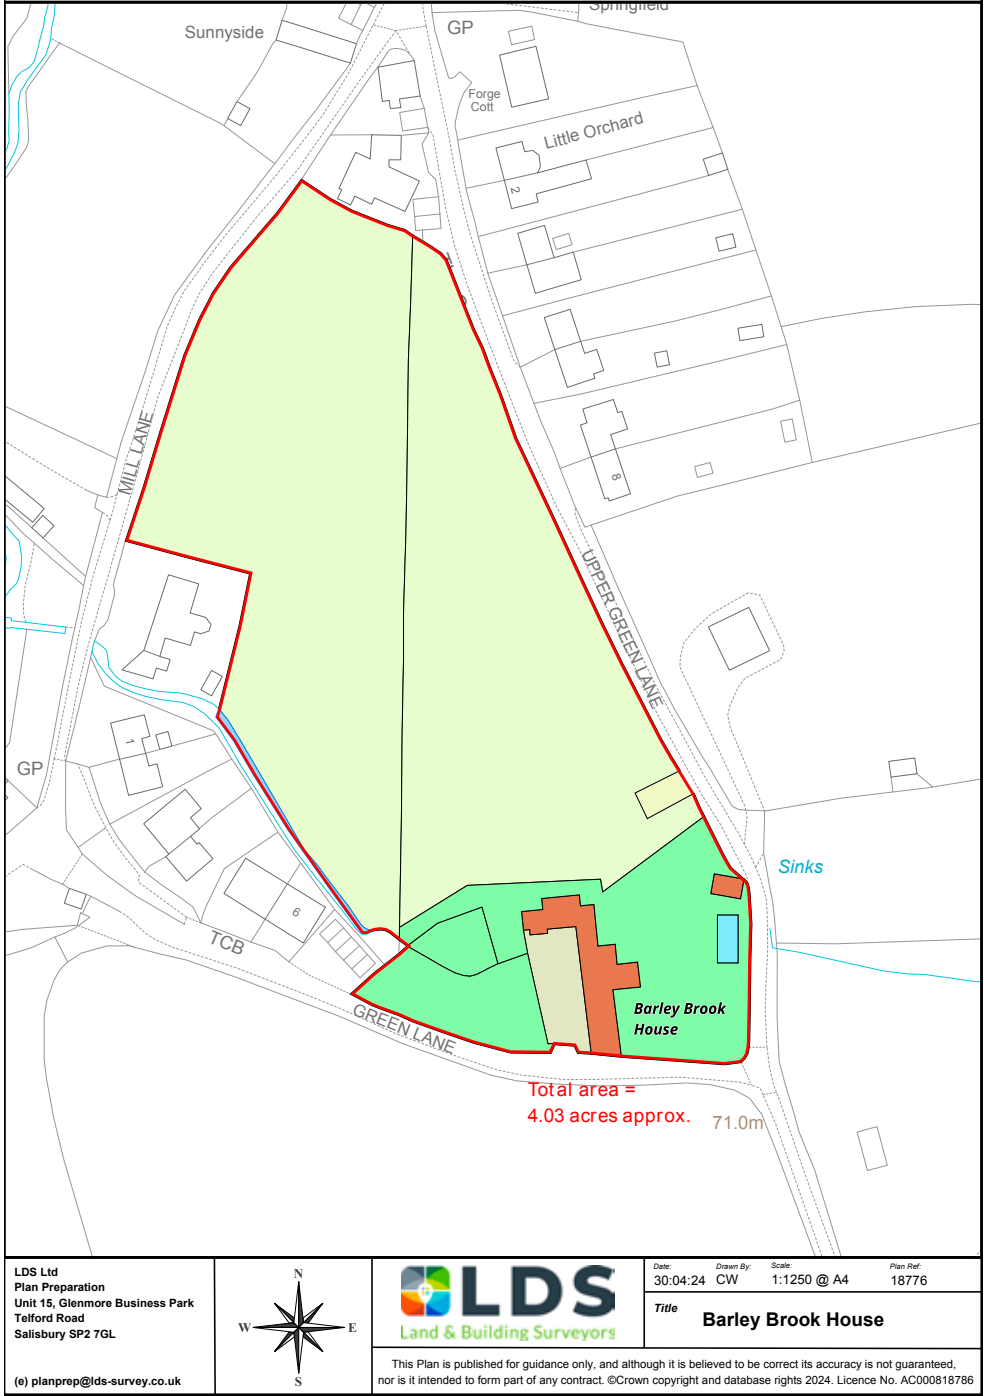 Springfield
Sunnyside
GP
Forge
Cott
Little Orchard
2
MILL LANE
8
UPPER GREEN LANE
1
GP
Sinks
6
TCB
GREEN LANE
Barley Brook
House
Total area =
4.03 acres approx.
71.0m
LDS Ltd
Plan Preparation
Unit 15, Glenmore Business Park
Telford Road
Salisbury SP2 7GL
(e) planprep@lds-survey.co.uk
N
W E
S
LDS
Land & Building Surveyors
Date: Drawn By: Scale: Plan Ref:
30:04:24 CW 1:1250 @ A4 18776
Title Barley Brook House
This Plan is published for guidance only, and although it is believed to be correct its accuracy is not guaranteed,
nor is it intended to form part of any contract. ©Crown copyright and database rights 2024. Licence No. AC000818786